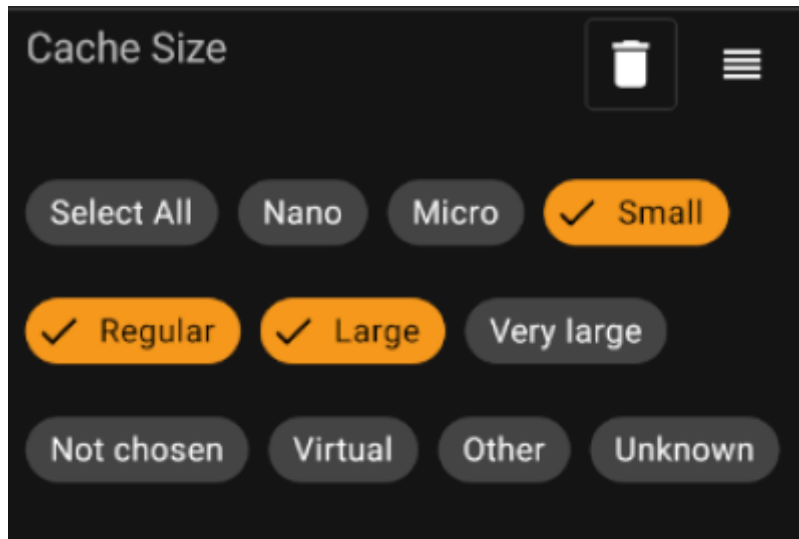 Cache Size
Select All Nano Micro Small
Regular Large Very large
Not chosen Virtual Other Unknown